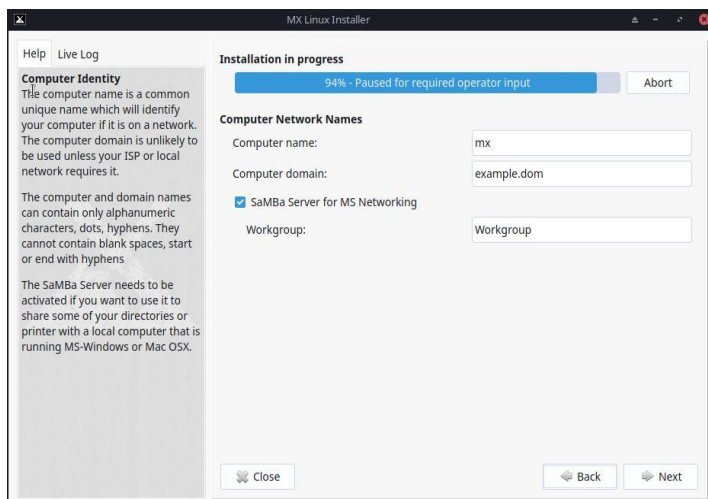 MX Linux Installer
Help
Live Log
Computer Identity
The computer name is a common
unique name which will identify
your computer if it is on a network.
The computer domain is unlikely to
be used unless your ISP or local
network requires it.
The computer and domain names
can contain only alphanumeric
characters, dots, hyphens. They
cannot contain blank spaces, start
or end with hyphens
The SaMBa Server needs to be
activated if you want to use it to
share some of your directories or
printer with a local computer that is
running MS-Windows or Mac OSX.
Installation in progress
94% - Paused for required operator input
Abort
Computer Network Names
Computer name:
mx
Computer domain:
example.dom
SaMBa Server for MS Networking
Workgroup:
Workgroup
Close
Back
Next